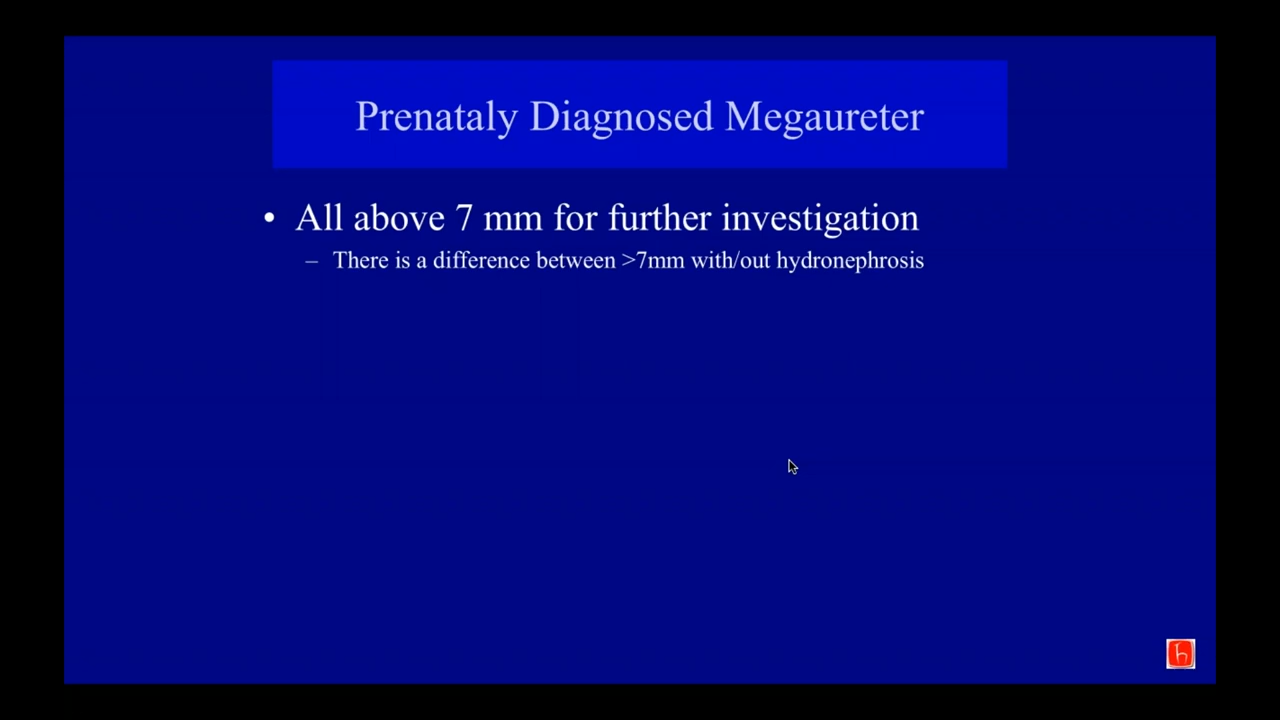 Prenataly Diagnosed Megaureter
• All above 7 mm for further investigation
– There is a difference between >7mm with/out hydronephrosis